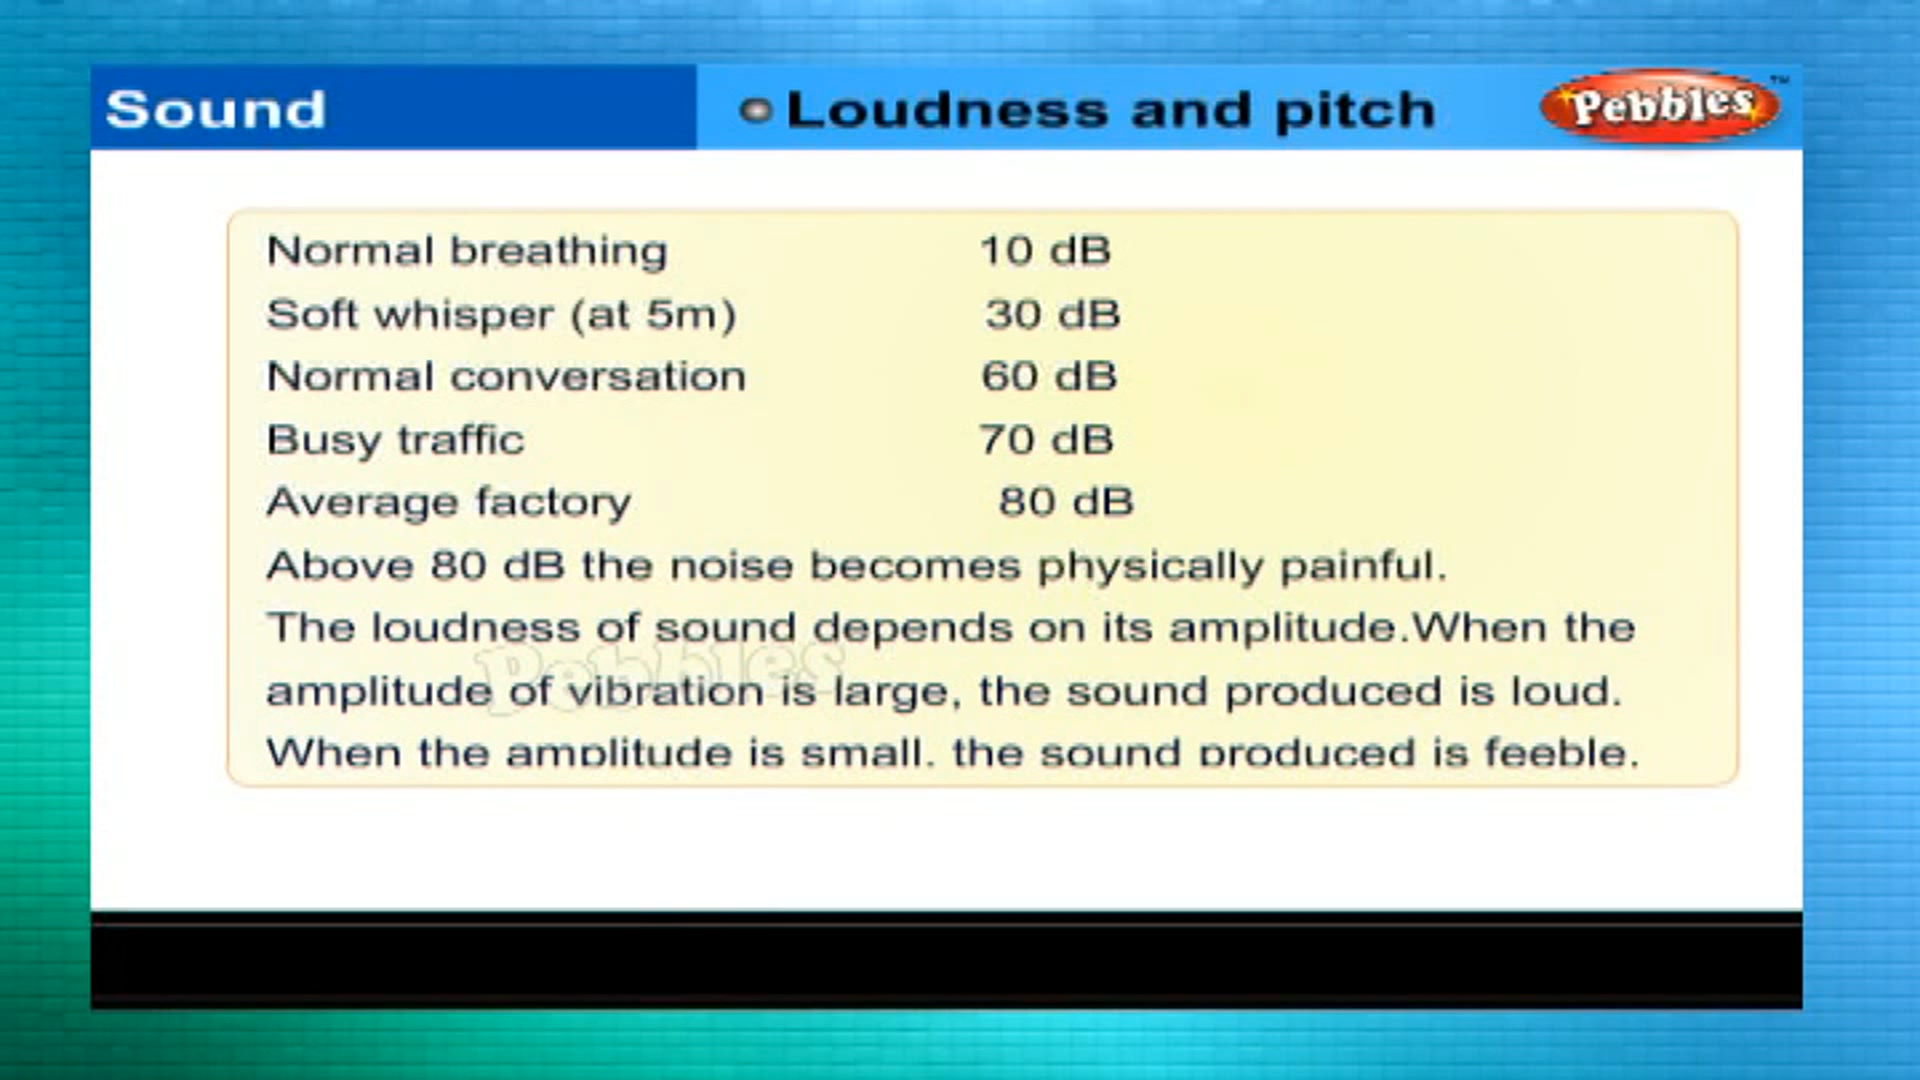 Sound
Loudness and pitch
Pebbles™
Normal breathing 10 dB
Soft whisper (at 5m) 30 dB
Normal conversation 60 dB
Busy traffic 70 dB
Average factory 80 dB
Above 80 dB the noise becomes physically painful.
The loudness of sound depends on its amplitude.When the
amplitude of vibration is large, the sound produced is loud.
When the amplitude is small, the sound produced is feeble.
Pebbles